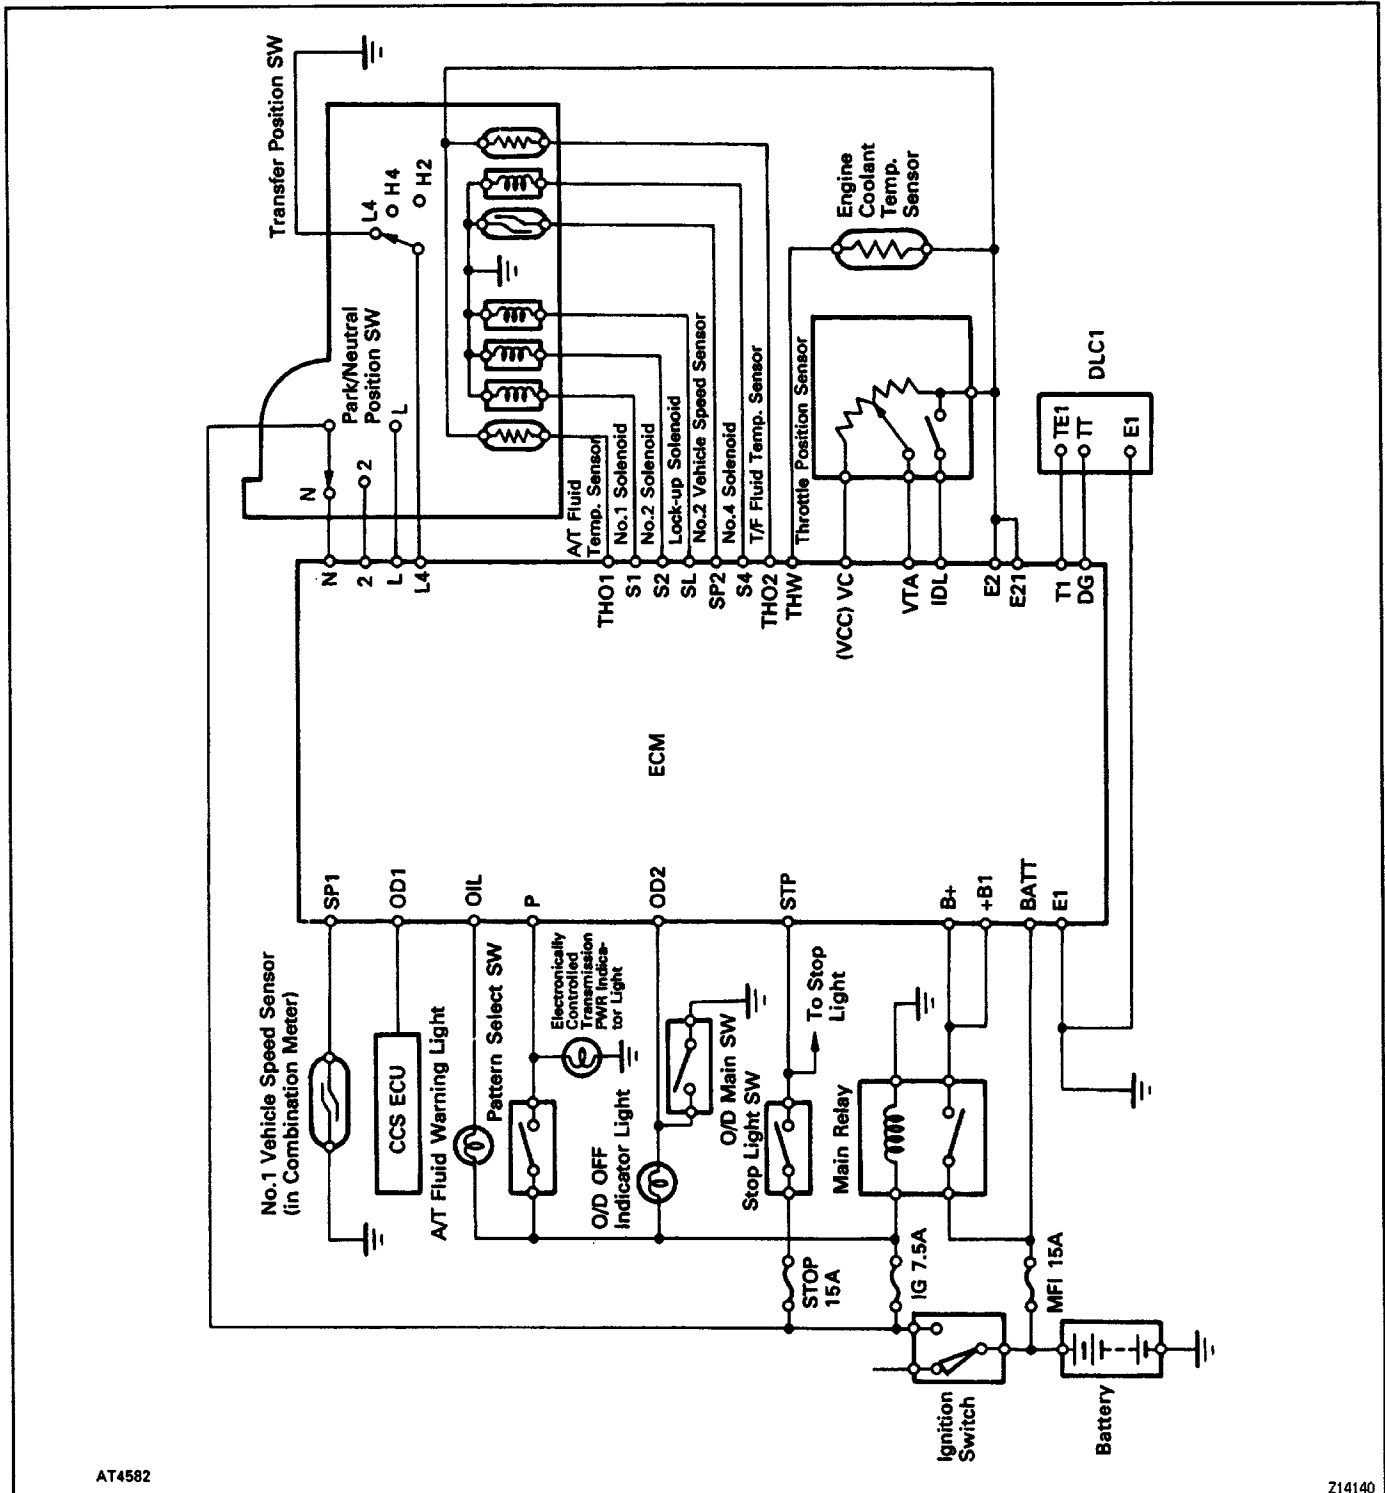 Transfer Position SW
L4
H4
H2
Park/Neutral
Position SW
N
2
L
A/T Fluid
Temp. Sensor
No.1 Solenoid
No.2 Solenoid
Lock-up Solenoid
No.2 Vehicle Speed Sensor
No.4 Solenoid
T/F Fluid Temp. Sensor
Throttle Position Sensor
Engine
Coolant
Temp.
Sensor
DLC1
TE1
TT
E1
N
2
L
L4
THO1
S1
S2
SL
SP2
S4
THO2
THW
(VCC) VC
VTA
IDL
E2
E21
T1
DG
ECM
SP1
OD1
OIL
P
OD2
STP
B+
+B1
BATT
E1
No.1 Vehicle Speed Sensor
(in Combination Meter)
CCS ECU
A/T Fluid Warning Light
Pattern Select SW
Electronically
Controlled
Transmission
PWR Indica-
tor Light
O/D OFF
Indicator Light
O/D Main SW
Stop Light SW
To Stop
Light
Main Relay
STOP
15A
IG 7.5A
MFI 15A
Ignition
Switch
Battery
AT4582
Z14140